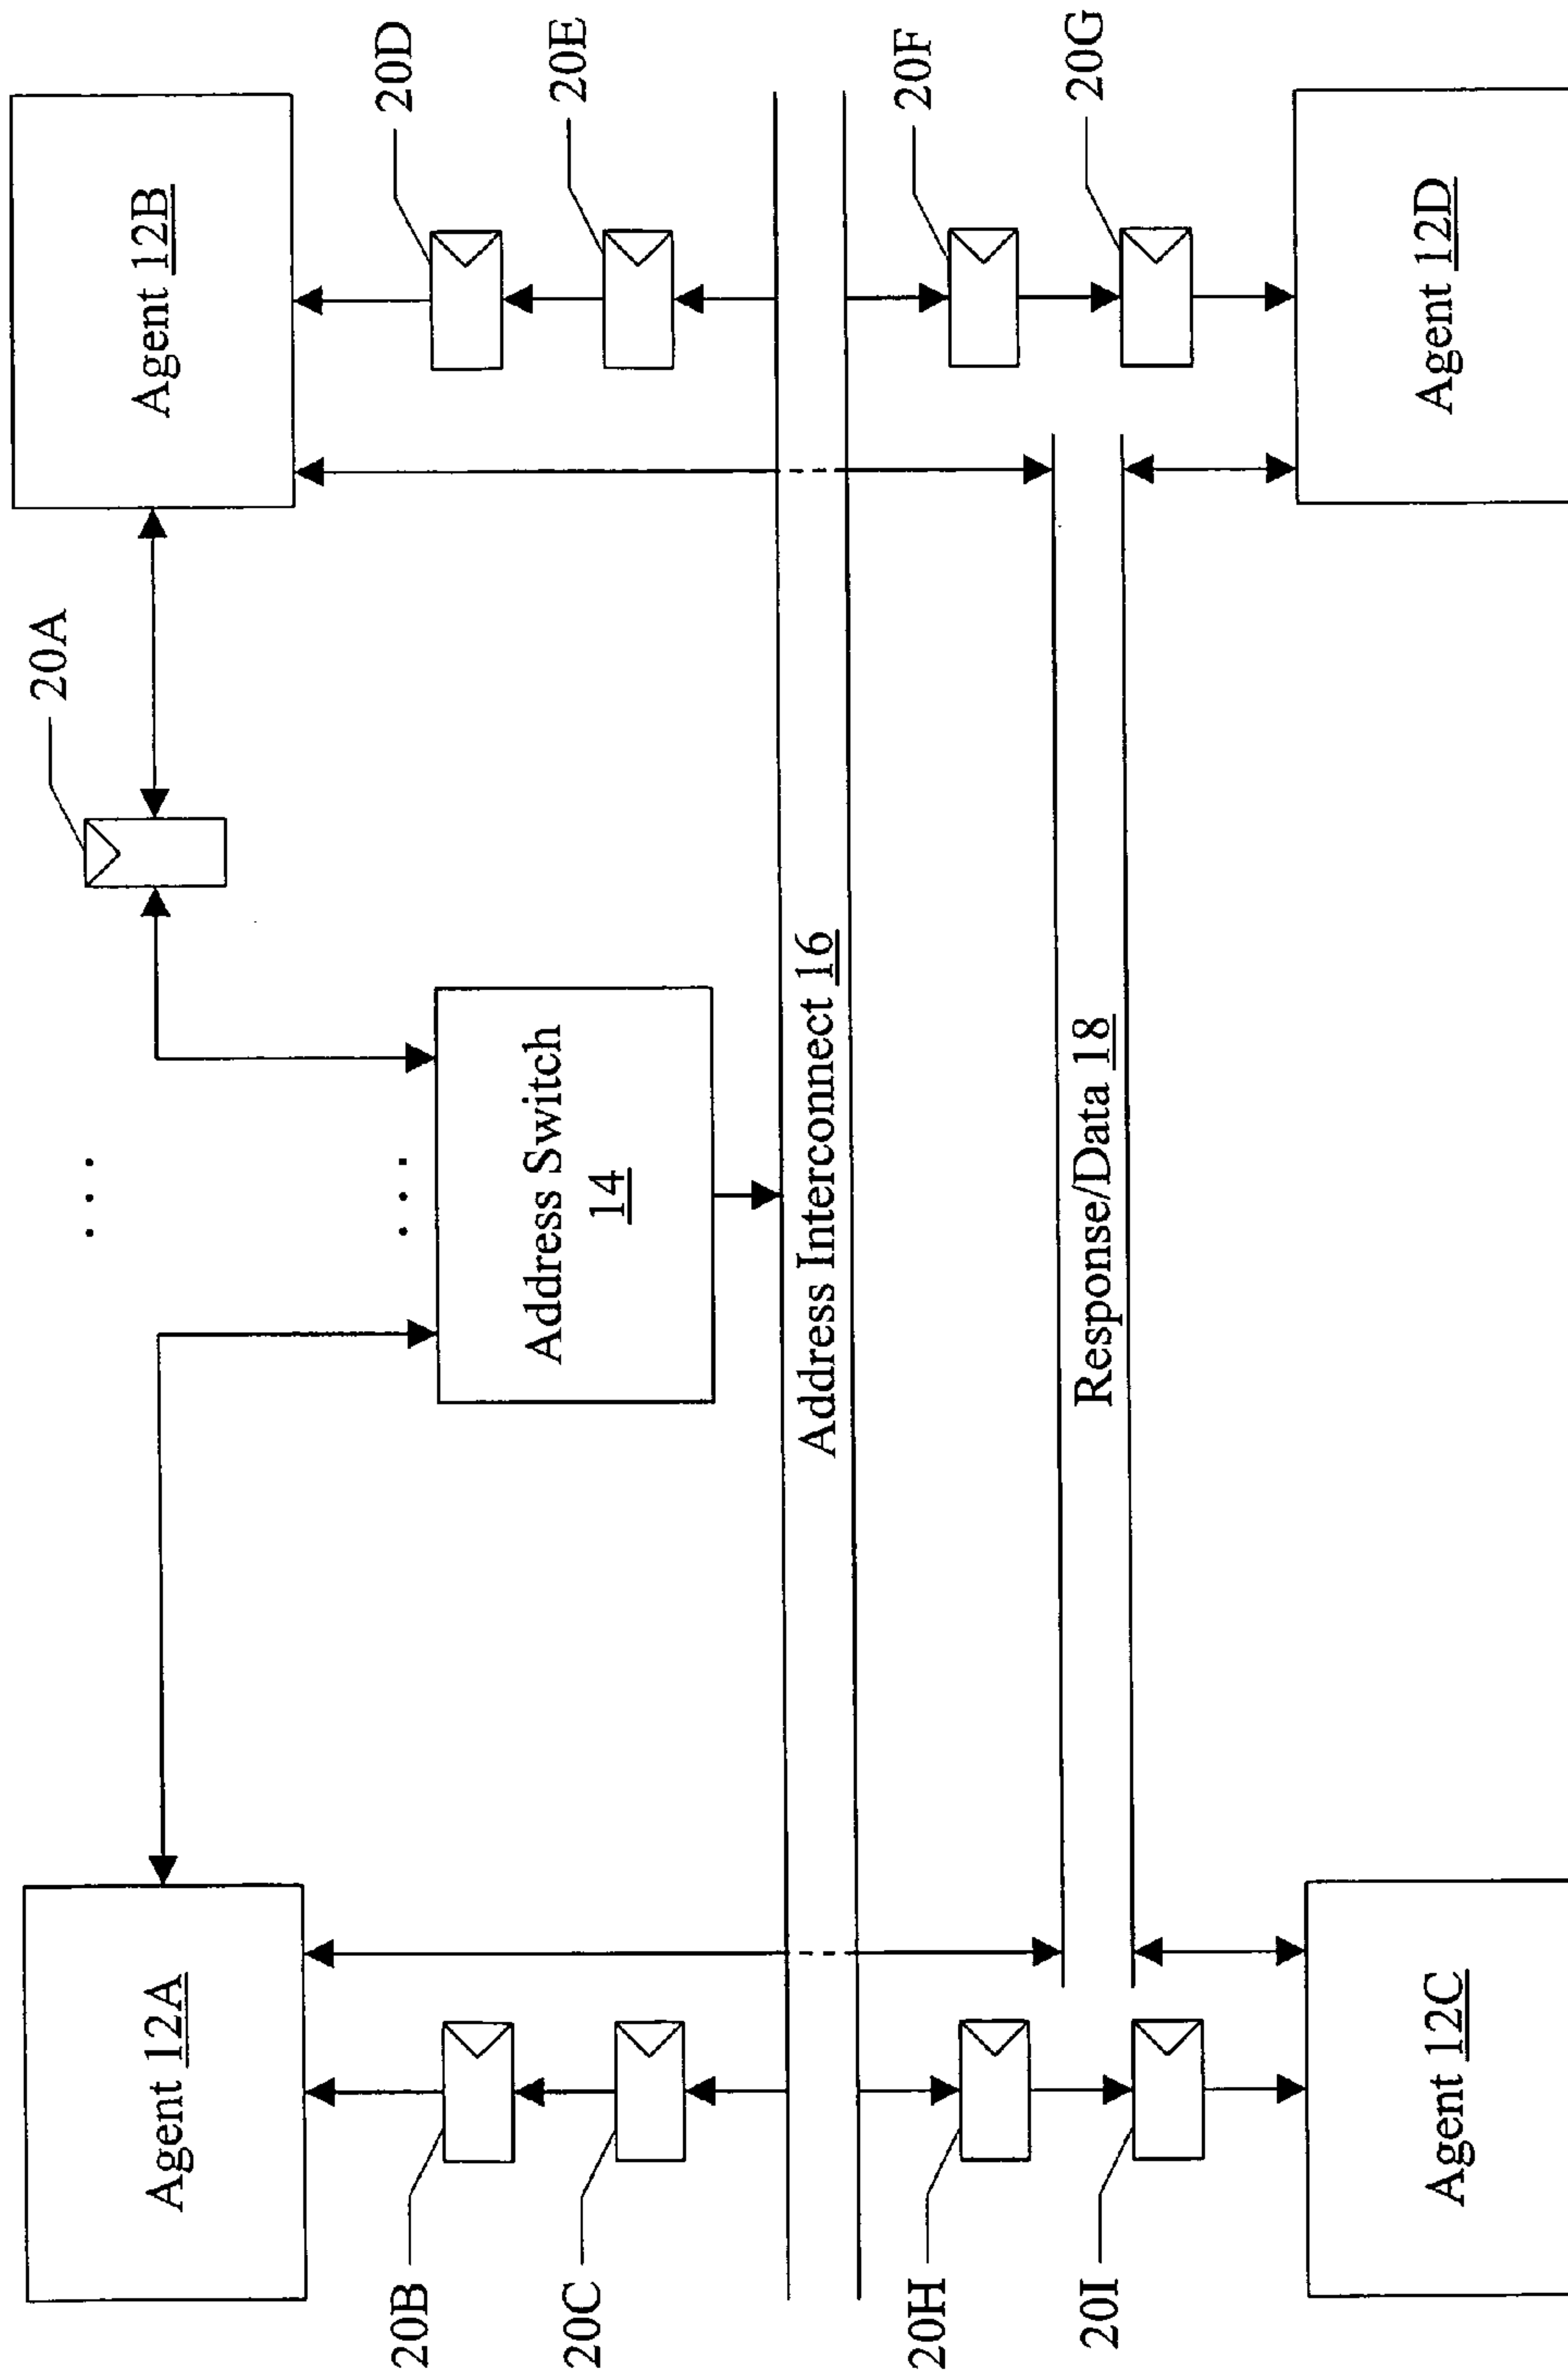 Agent 12A
Agent 12B
20A
20B
20C
20D
20E
. . .
. . .
Address Switch
14
Address Interconnect 16
Response/Data 18
20H
20I
20F
20G
Agent 12C
Agent 12D